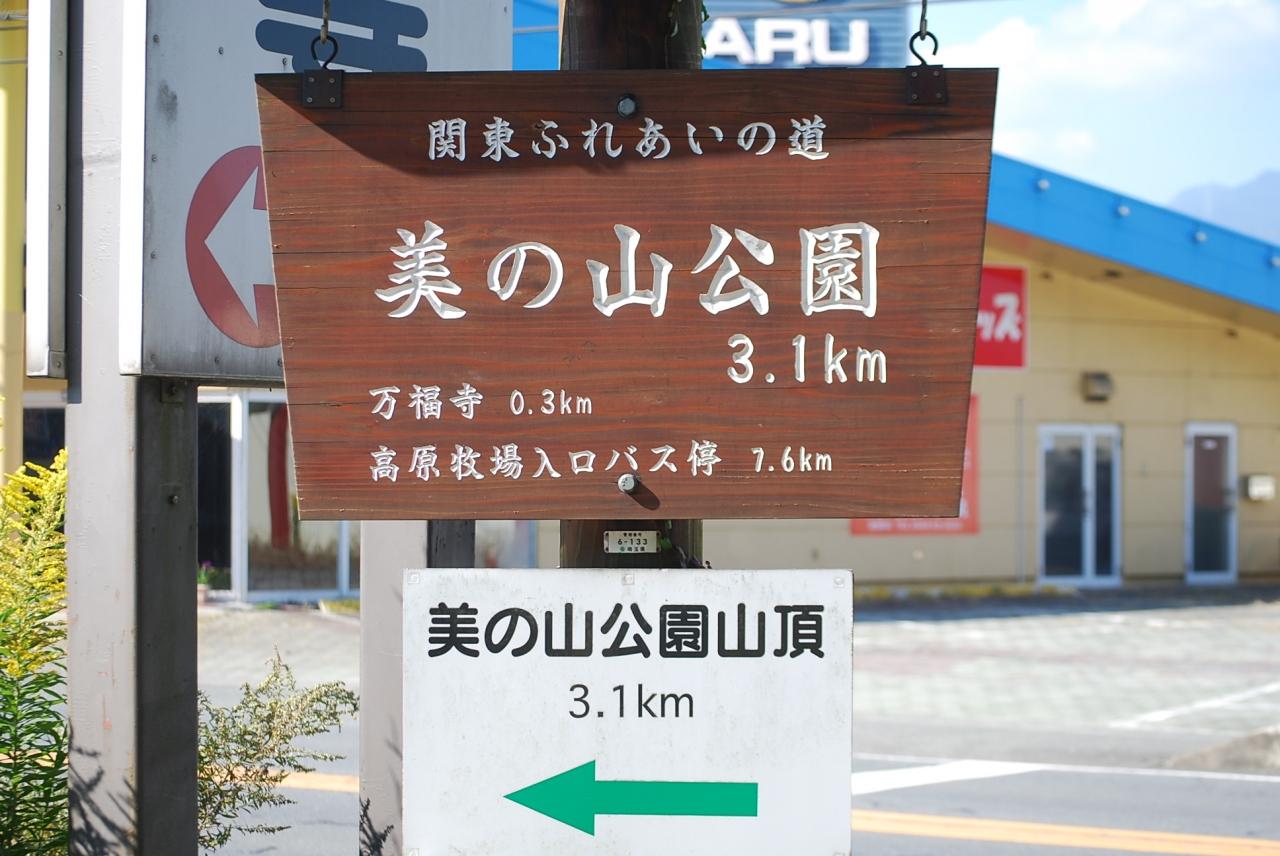 ARU
関東ふれあいの道
美の山公園
3.1km
万福寺 0.3km
高原牧場入口バス停 7.6km
6-133
美の山公園山頂
3.1km